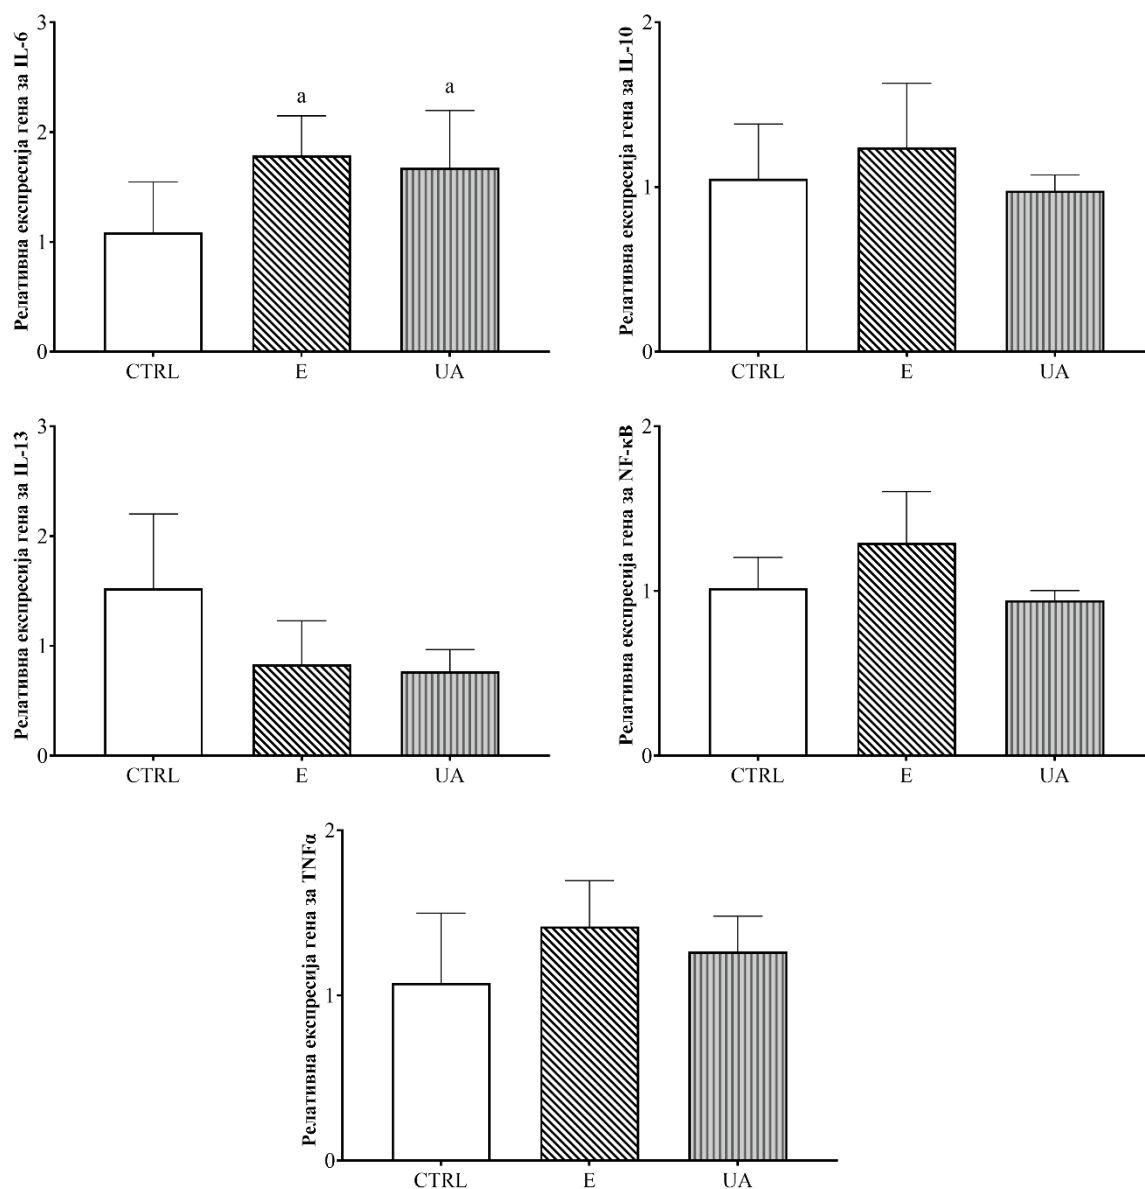 Релативна експресија гена за IL-6
3
2
1
0
a
a
CTRL
E
UA
Релативна експресија гена за IL-10
2
1
0
CTRL
E
UA
Релативна експресија гена за IL-13
3
2
1
0
CTRL
E
UA
Релативна експресија гена за NF-κB
2
1
0
CTRL
E
UA
Релативна експресија гена за TNFα
2
1
0
CTRL
E
UA